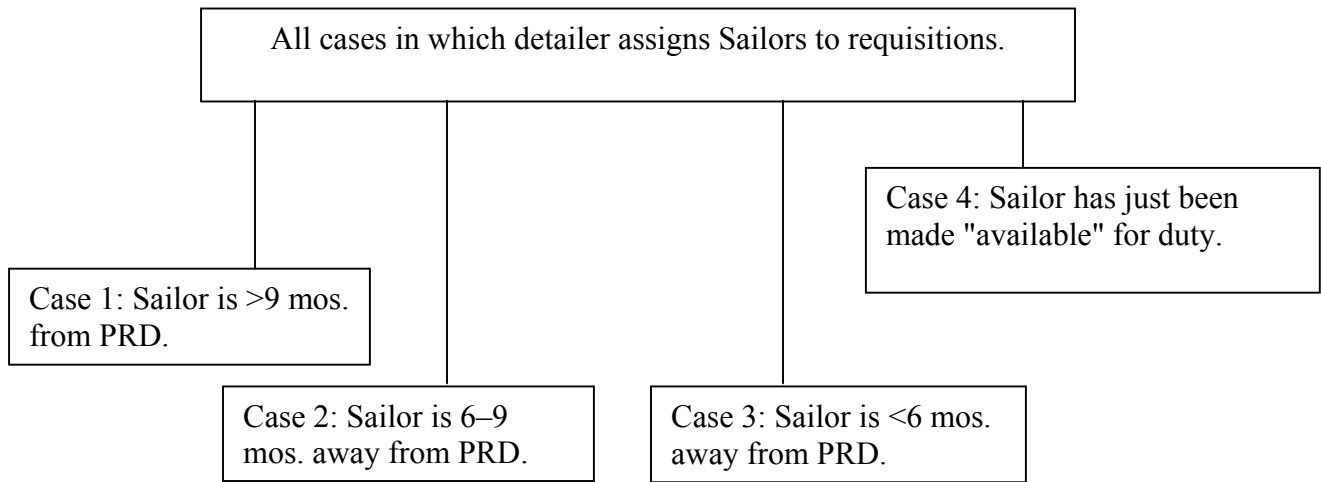 All cases in which detailer assigns Sailors to requisitions.
Case 4: Sailor has just been
made "available" for duty.
Case 1: Sailor is >9 mos.
from PRD.
Case 2: Sailor is 6–9
mos. away from PRD.
Case 3: Sailor is <6 mos.
away from PRD.